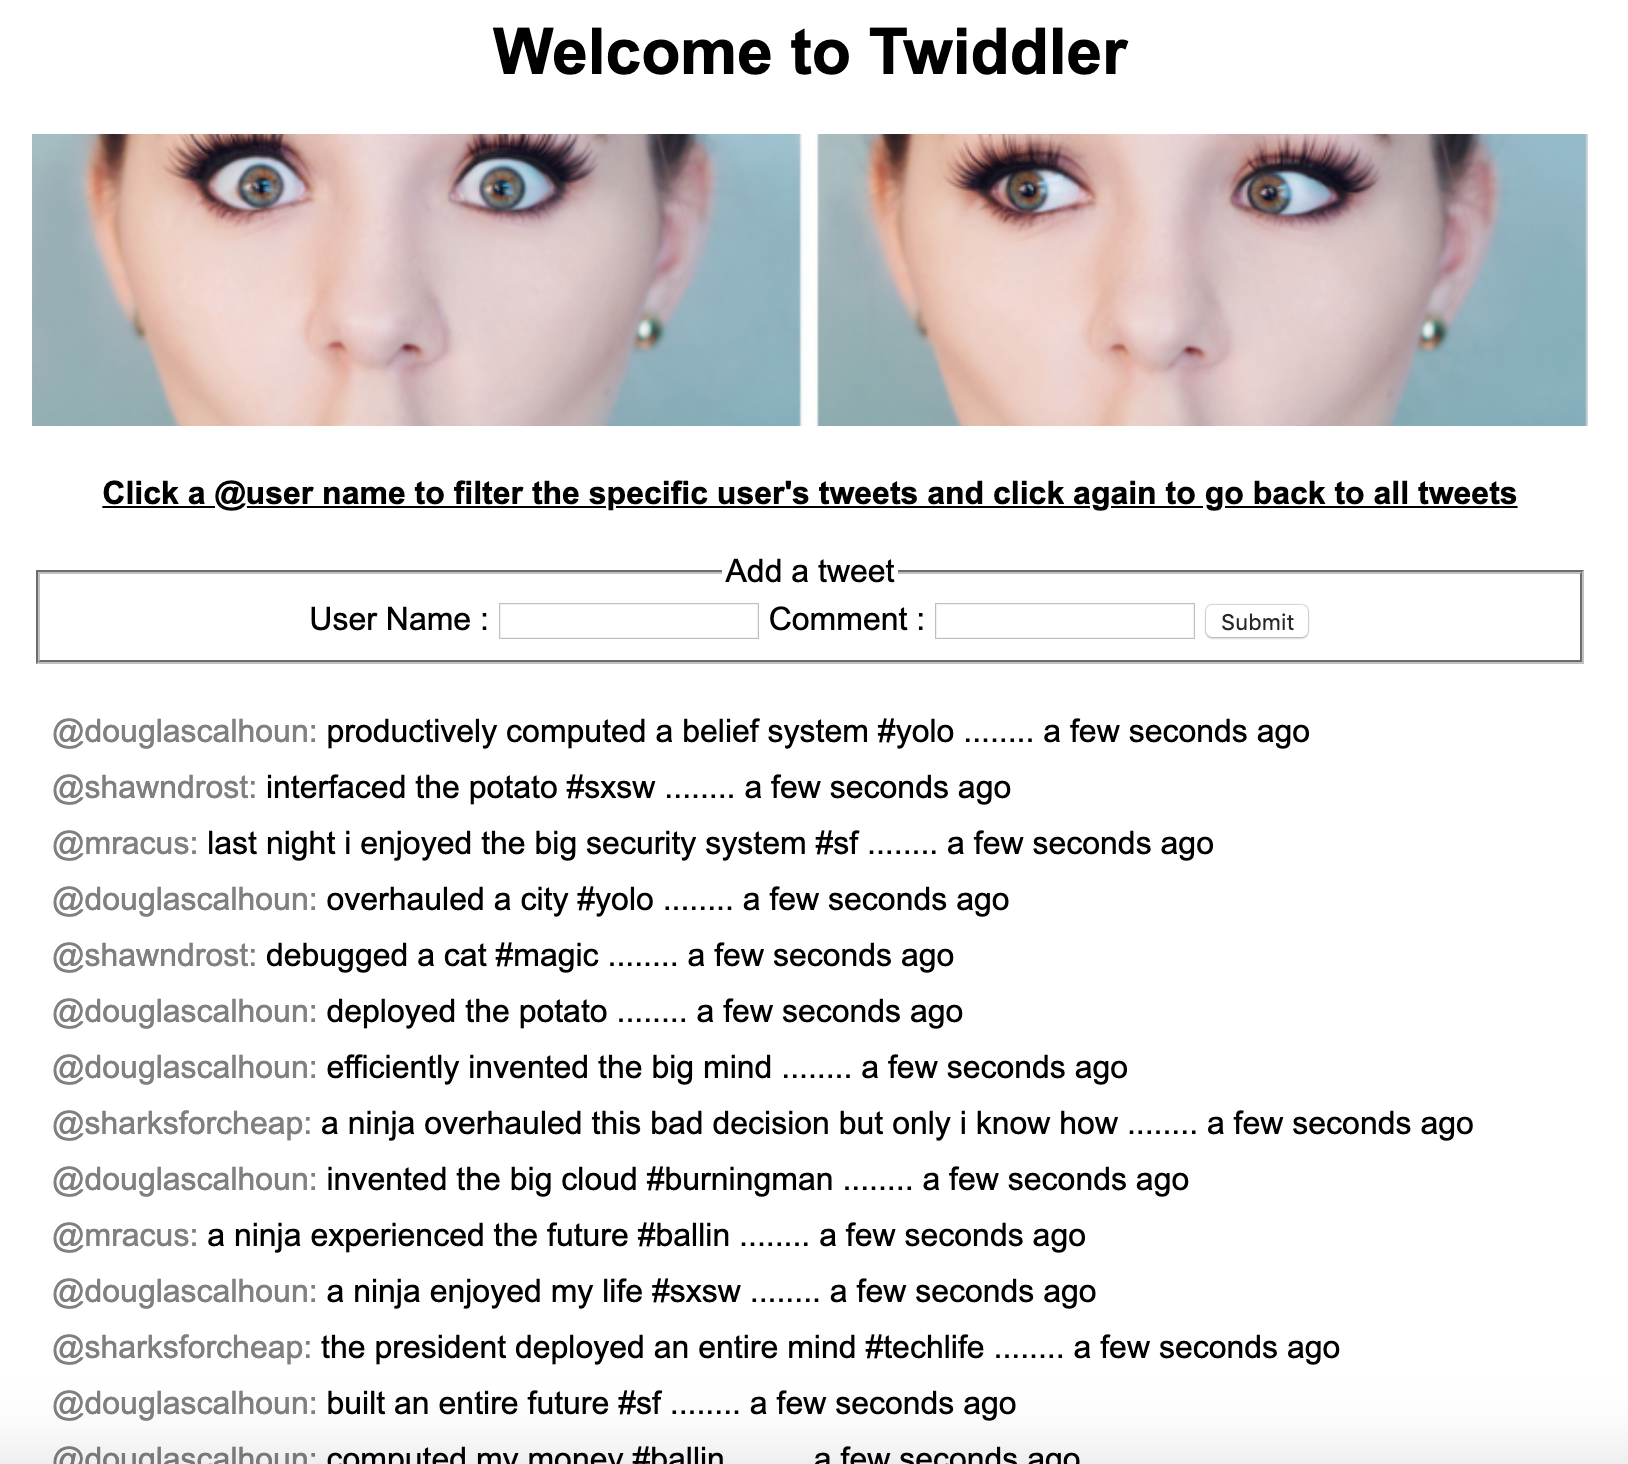 Welcome to Twiddler
Click a @user name to filter the specific user's tweets and click again to go back to all tweets
Add a tweet
User Name : Comment : Submit
@douglascalhoun: productively computed a belief system #yolo ........ a few seconds ago
@shawndrost: interfaced the potato #sxsw ........ a few seconds ago
@mracus: last night i enjoyed the big security system #sf ........ a few seconds ago
@douglascalhoun: overhauled a city #yolo ........ a few seconds ago
@shawndrost: debugged a cat #magic ........ a few seconds ago
@douglascalhoun: deployed the potato ........ a few seconds ago
@douglascalhoun: efficiently invented the big mind ........ a few seconds ago
@sharksforcheap: a ninja overhauled this bad decision but only i know how ........ a few seconds ago
@douglascalhoun: invented the big cloud #burningman ........ a few seconds ago
@mracus: a ninja experienced the future #ballin ........ a few seconds ago
@douglascalhoun: a ninja enjoyed my life #sxsw ........ a few seconds ago
@sharksforcheap: the president deployed an entire mind #techlife ........ a few seconds ago
@douglascalhoun: built an entire future #sf ........ a few seconds ago
@douglascalhoun: computed my money #ballin ........ a few seconds ago